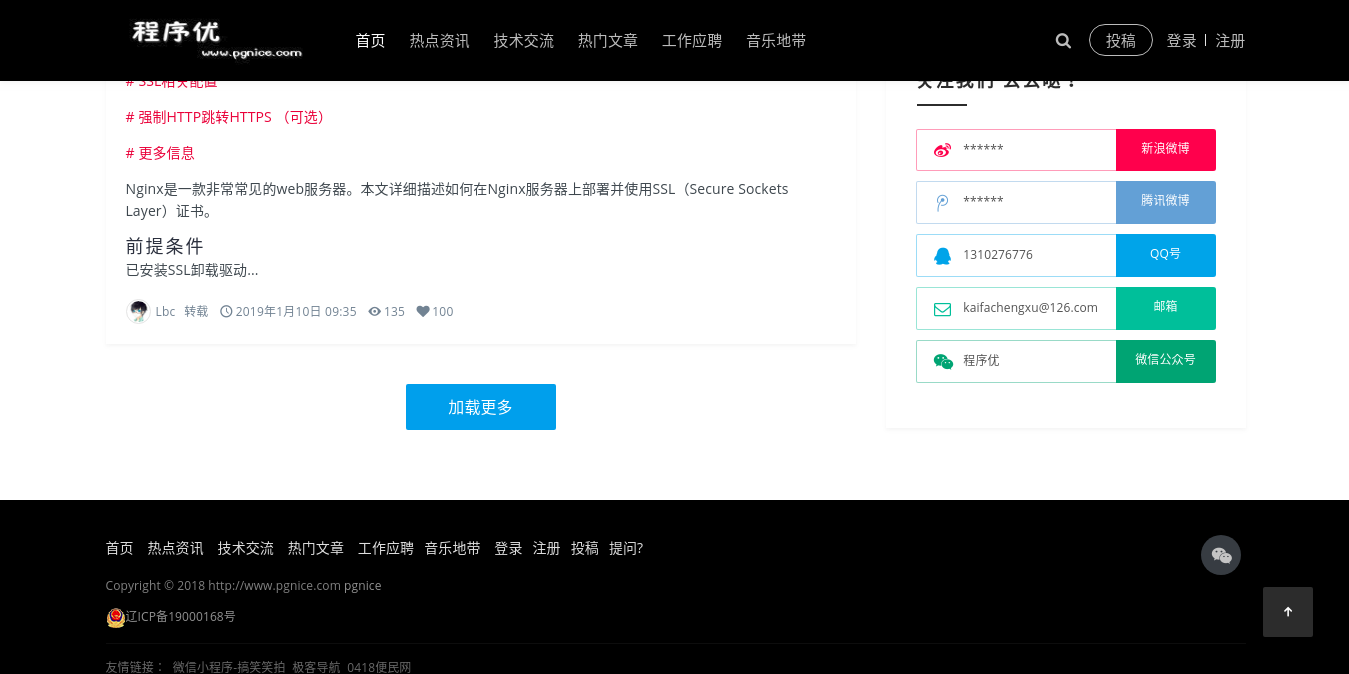 程序优
www.pgnice.com
首页 热点资讯 技术交流 热门文章 工作应聘 音乐地带
投稿 登录 注册
# SSL相关配置
# 强制HTTP跳转HTTPS （可选）
# 更多信息
Nginx是一款非常常见的web服务器。本文详细描述如何在Nginx服务器上部署并使用SSL（Secure Sockets
Layer）证书。
前提条件
已安装SSL卸载驱动...
Lbc 转载 2019年1月10日 09:35 135 100
加载更多
关注我们 么么哒！
****** 新浪微博
****** 腾讯微博
1310276776 QQ号
kaifachengxu@126.com 邮箱
程序优 微信公众号
首页 热点资讯 技术交流 热门文章 工作应聘 音乐地带 登录 注册 投稿 提问?
Copyright © 2018 http://www.pgnice.com pgnice
辽ICP备19000168号
友情链接： 微信小程序-搞笑笑拍 极客导航 0418便民网